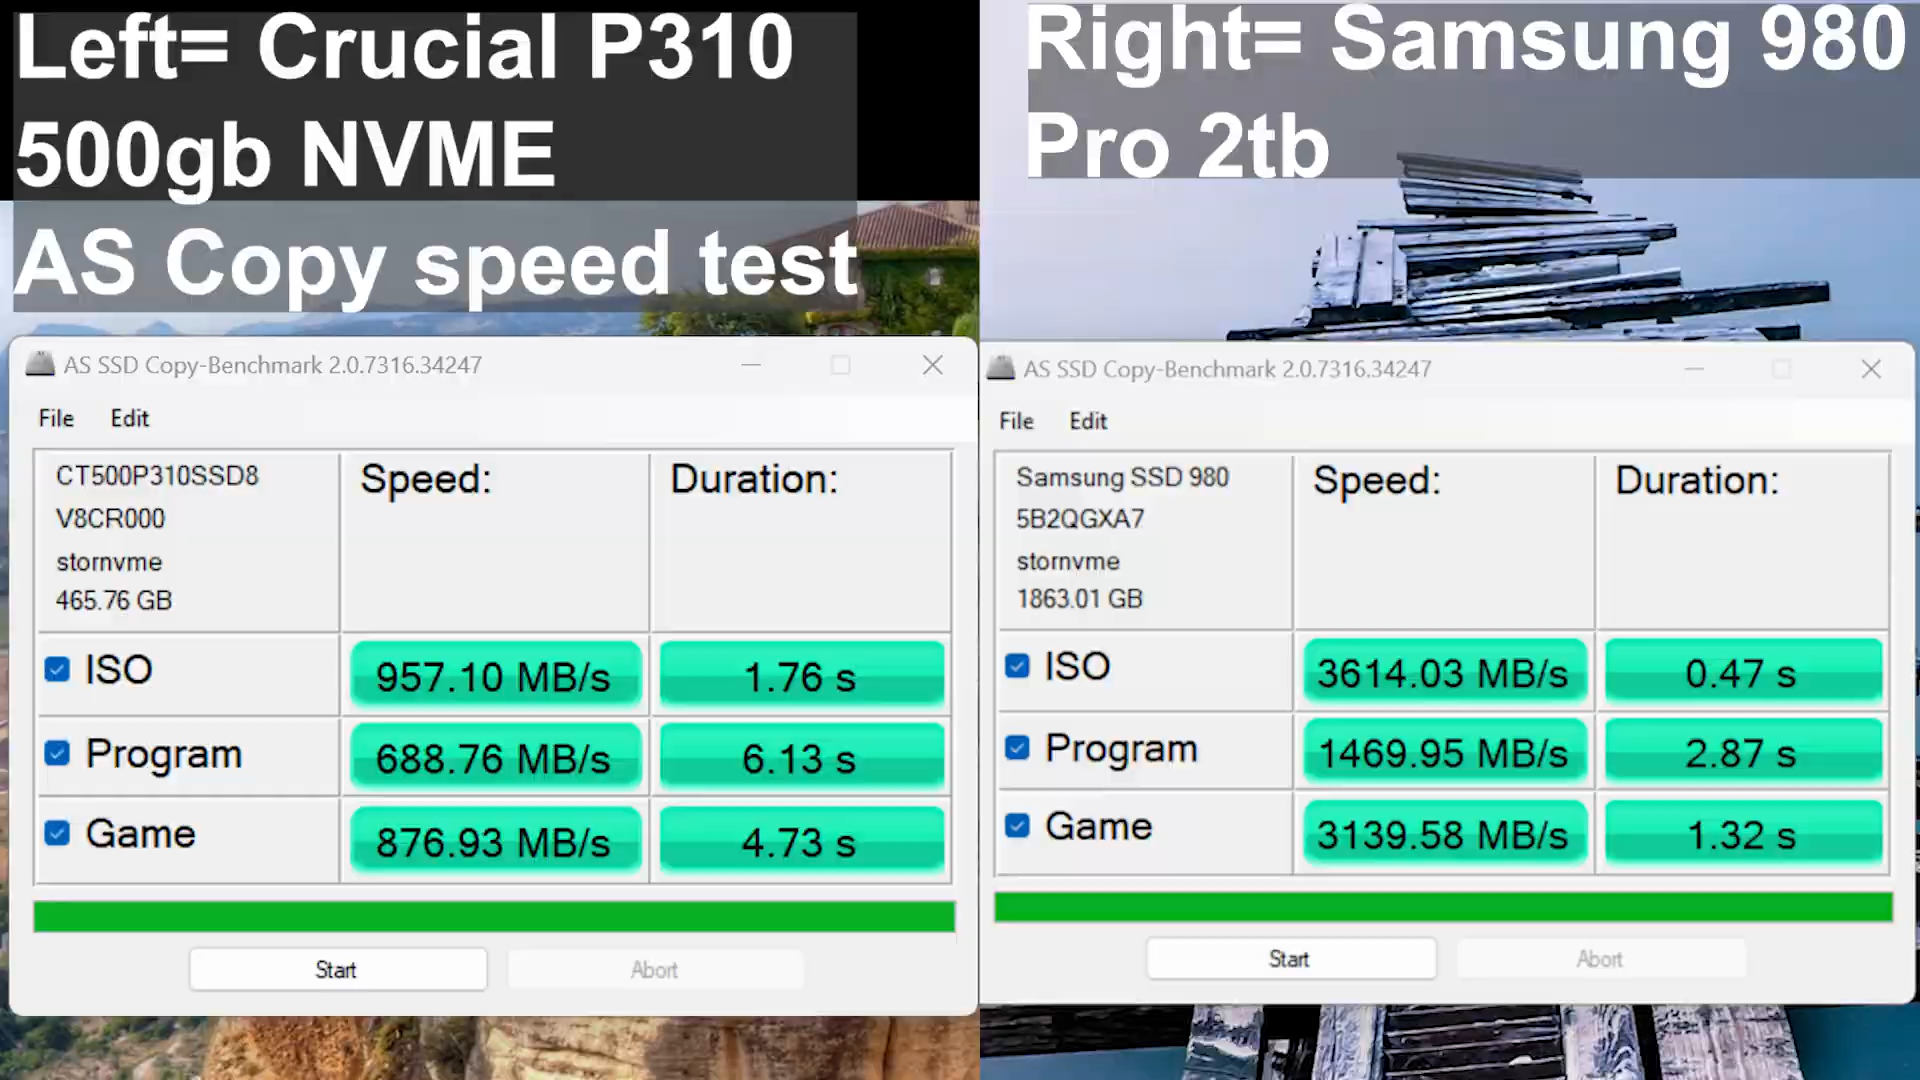 Left= Crucial P310
500gb NVME
AS Copy speed test
Right= Samsung 980
Pro 2tb
AS SSD Copy-Benchmark 2.0.7316.34247
File Edit
CT500P310SSD8
V8CR000
stornvme
465.76 GB
Speed:
Duration:
ISO 957.10 MB/s 1.76 s
Program 688.76 MB/s 6.13 s
Game 876.93 MB/s 4.73 s
Start Abort
AS SSD Copy-Benchmark 2.0.7316.34247
File Edit
Samsung SSD 980
5B2QGXA7
stornvme
1863.01 GB
Speed:
Duration:
ISO 3614.03 MB/s 0.47 s
Program 1469.95 MB/s 2.87 s
Game 3139.58 MB/s 1.32 s
Start Abort